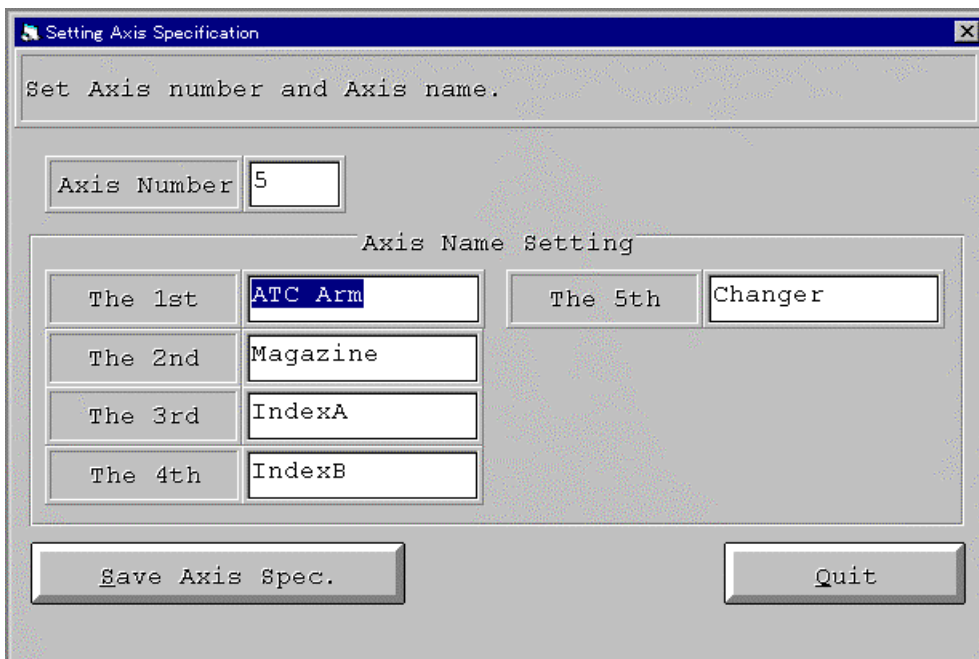 Setting Axis Specification
Set Axis number and Axis name.
Axis Number 5
Axis Name Setting
The 1st ATC Arm The 5th Changer
The 2nd Magazine
The 3rd IndexA
The 4th IndexB
Save Axis Spec. Quit